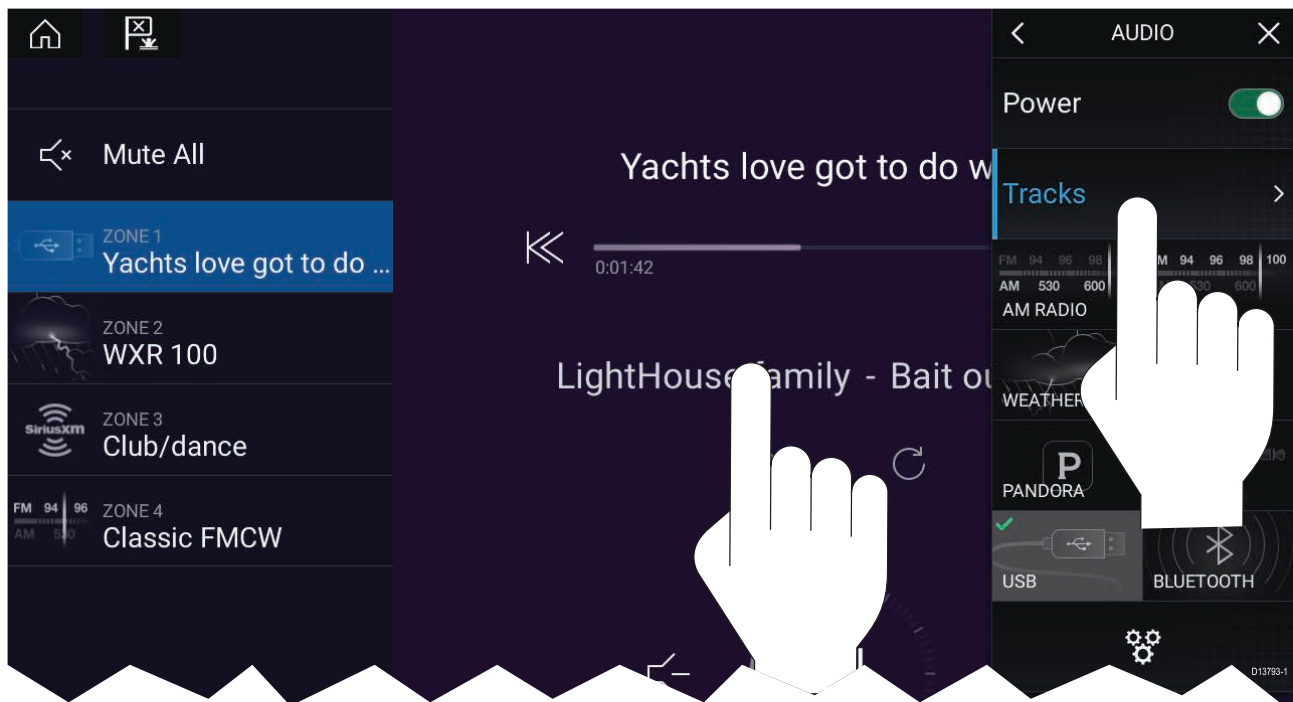 Mute All
ZONE 1
Yachts love got to do ...
ZONE 2
WXR 100
SiriusXM
ZONE 3
Club/dance
FM 94 96
AM 530
ZONE 4
Classic FMCW
Yachts love got to do w
0:01:42
LightHouse family - Bait ou
AUDIO
Power
Tracks
FM 94 96 98
AM 530 600
AM RADIO
M 94 96 98 100
530 600
WEATHER
P
PANDORA
USB
BLUETOOTH
D13793-1